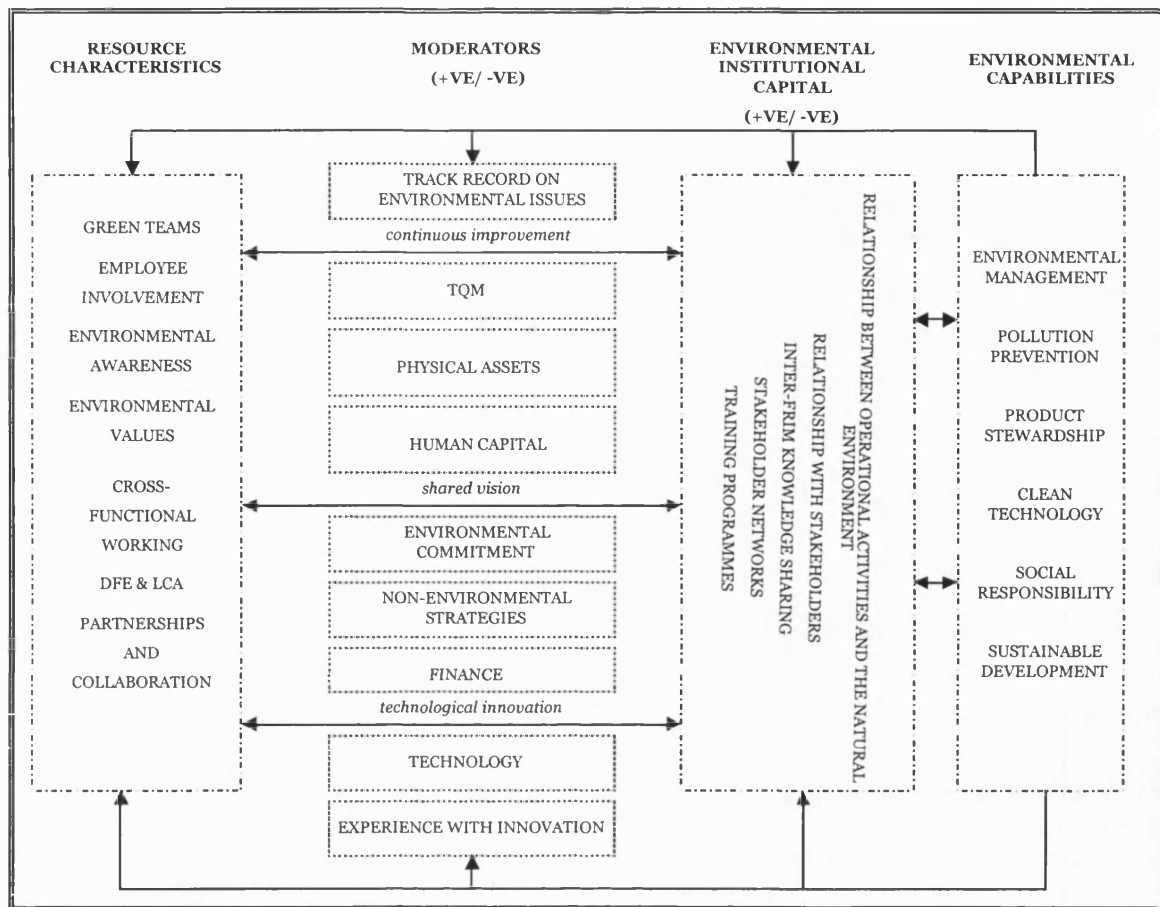 RESOURCE
CHARACTERISTICS
MODERATORS
(+VE/ -VE)
ENVIRONMENTAL
INSTITUTIONAL
CAPITAL
(+VE/ -VE)
ENVIRONMENTAL
CAPABILITIES
GREEN TEAMS
EMPLOYEE
INVOLVEMENT
ENVIRONMENTAL
AWARENESS
ENVIRONMENTAL
VALUES
CROSS-
FUNCTIONAL
WORKING
DFE & LCA
PARTNERSHIPS
AND
COLLABORATION
TRACK RECORD ON
ENVIRONMENTAL ISSUES
continuous improvement
TQM
PHYSICAL ASSETS
HUMAN CAPITAL
shared vision
ENVIRONMENTAL
COMMITMENT
NON-ENVIRONMENTAL
STRATEGIES
FINANCE
technological innovation
TECHNOLOGY
EXPERIENCE WITH INNOVATION
RELATIONSHIP BETWEEN OPERATIONAL ACTIVITIES AND THE NATURAL
ENVIRONMENT
RELATIONSHIP WITH STAKEHOLDERS
INTER-FRIM KNOWLEDGE SHARING
STAKEHOLDER NETWORKS
TRAINING PROGRAMMES
ENVIRONMENTAL
MANAGEMENT
POLLUTION
PREVENTION
PRODUCT
STEWARDSHIP
CLEAN
TECHNOLOGY
SOCIAL
RESPONSIBILITY
SUSTAINABLE
DEVELOPMENT